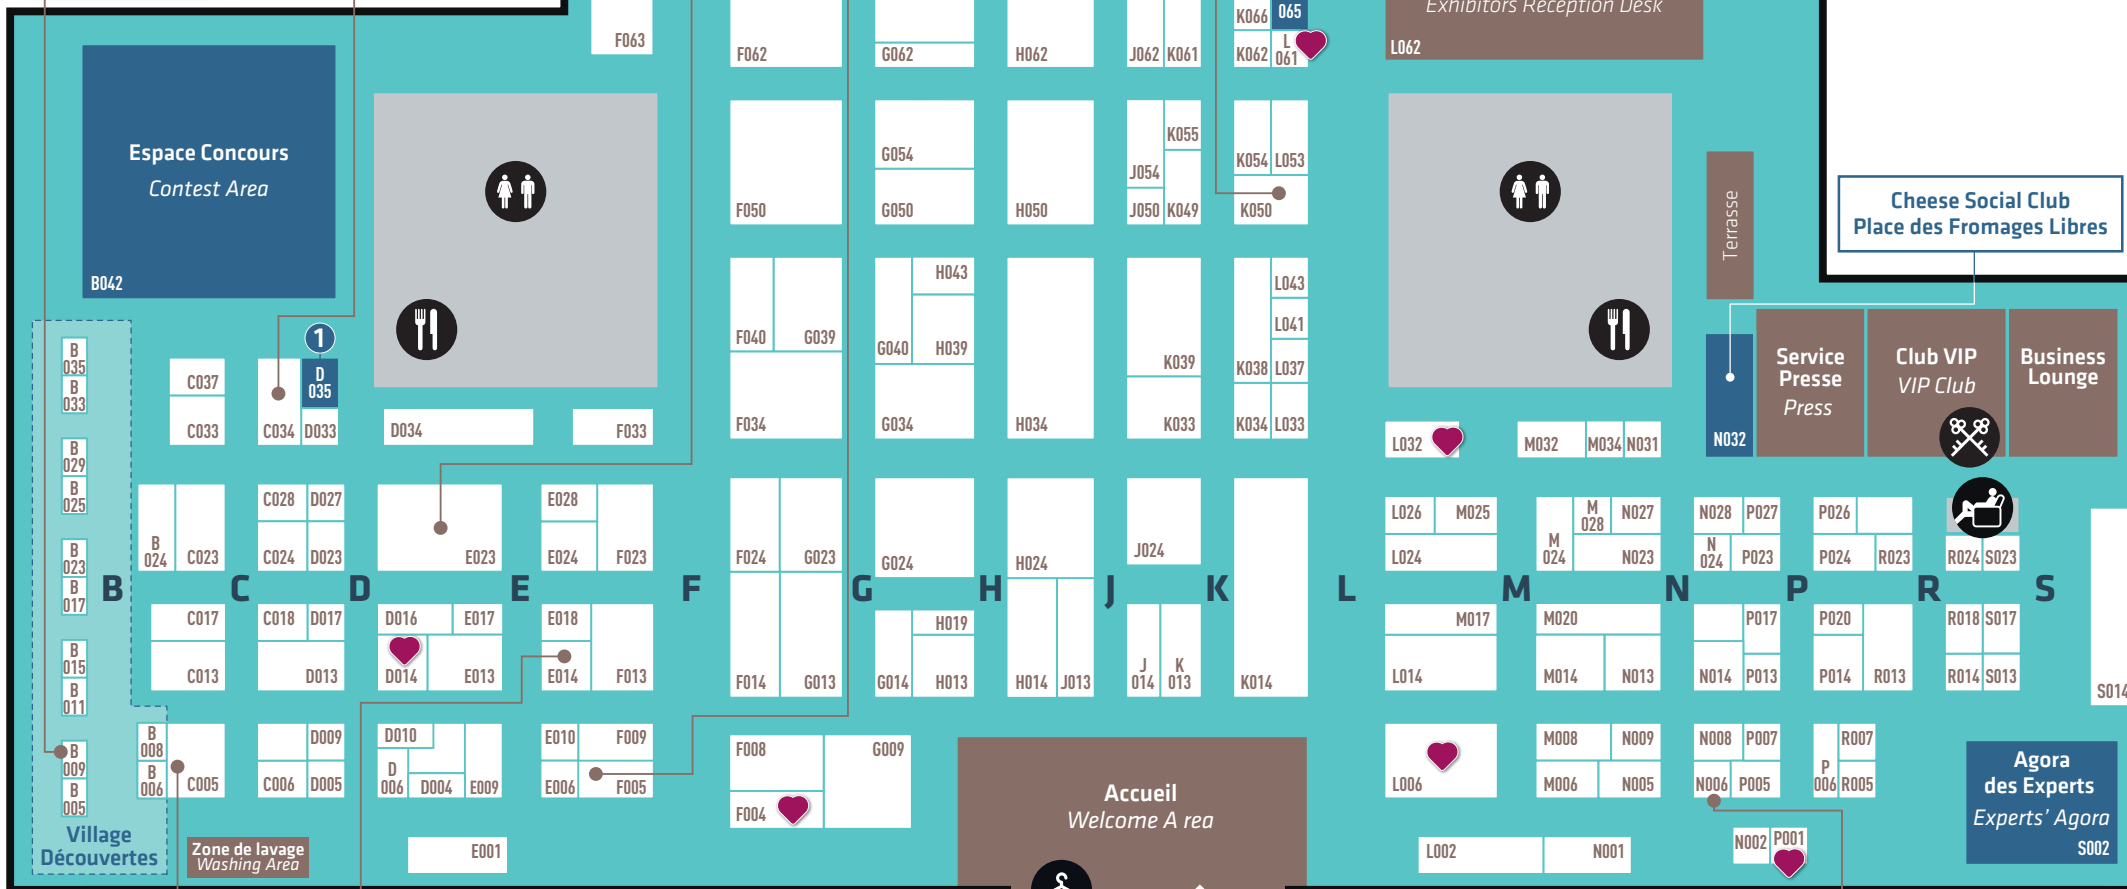 Exhibitors Reception Desk
L062
F063
F062
G062
H062
J062
K061
K066
065
K062
L
061
Espace Concours
Contest Area
B042
F050
G054
G050
H050
J054
J050
K055
K049
K054
L053
K050
Terrasse
Cheese Social Club
Place des Fromages Libres
F040
G039
F034
G040
H043
H039
G034
H034
K039
K033
K038
L043
L041
L037
K034
L033
N032
Service
Presse
Press
Club VIP
VIP Club
Business
Lounge
1
B
035
B
033
C037
C033
C034
D
035
D033
D034
F033
L032
M032
M034
N031
B
029
B
025
B
024
C023
C028
D027
C024
D023
E023
E028
E024
F023
F024
G023
G024
H024
J024
L026
M025
L024
M
024
M
028
N027
N023
N028
P027
N
024
P023
P026
P024
R023
R024
S023
B
023
B
017
B
C
D
E
F
G
H
J
K
L
M
N
P
R
S
C017
C013
C018
D017
D013
D016
E017
D014
E013
E018
E014
F013
F014
G013
G014
H019
H013
H014
J013
J
014
K
013
K014
M017
L014
M020
M014
N013
P017
N014
P013
P020
P014
R013
R018
S017
R014
S013
S014
B
015
B
011
B
009
B
005
B
008
B
006
C005
D009
C006
D005
D010
D
006
D004
E009
E010
F009
E006
F005
F008
G009
F004
L006
M008
N009
M006
N005
N008
P007
N006
P005
P
006
R007
R005
Village
Découvertes
Zone de lavage
Washing Area
E001
Accueil
Welcome A rea
L002
N001
N002
P001
Agora
des Experts
Experts' Agora
S002